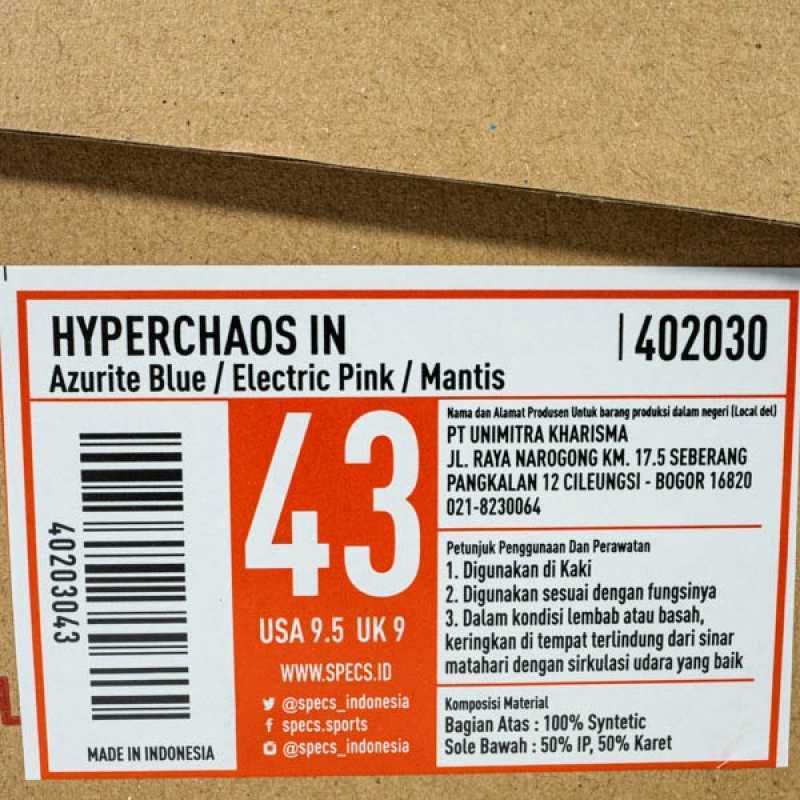 HYPERCHAOS IN
402030
Azurite Blue / Electric Pink / Mantis
40203043
MADE IN INDONESIA
43
USA 9.5 UK 9
WWW.SPECS.ID
@specs_indonesia
specs.sports
@specs_indonesia
Nama dan Alamat Produsen Untuk barang produksi dalam negeri (Local del)
PT UNIMITRA KHARISMA
JL. RAYA NAROGONG KM. 17.5 SEBERANG
PANGKALAN 12 CILEUNGSI - BOGOR 16820
021-8230064
Petunjuk Penggunaan Dan Perawatan
1. Digunakan di Kaki
2. Digunakan sesuai dengan fungsinya
3. Dalam kondisi lembab atau basah,
keringkan di tempat terlindung dari sinar
matahari dengan sirkulasi udara yang baik
Komposisi Material
Bagian Atas : 100% Syntetic
Sole Bawah : 50% IP, 50% Karet